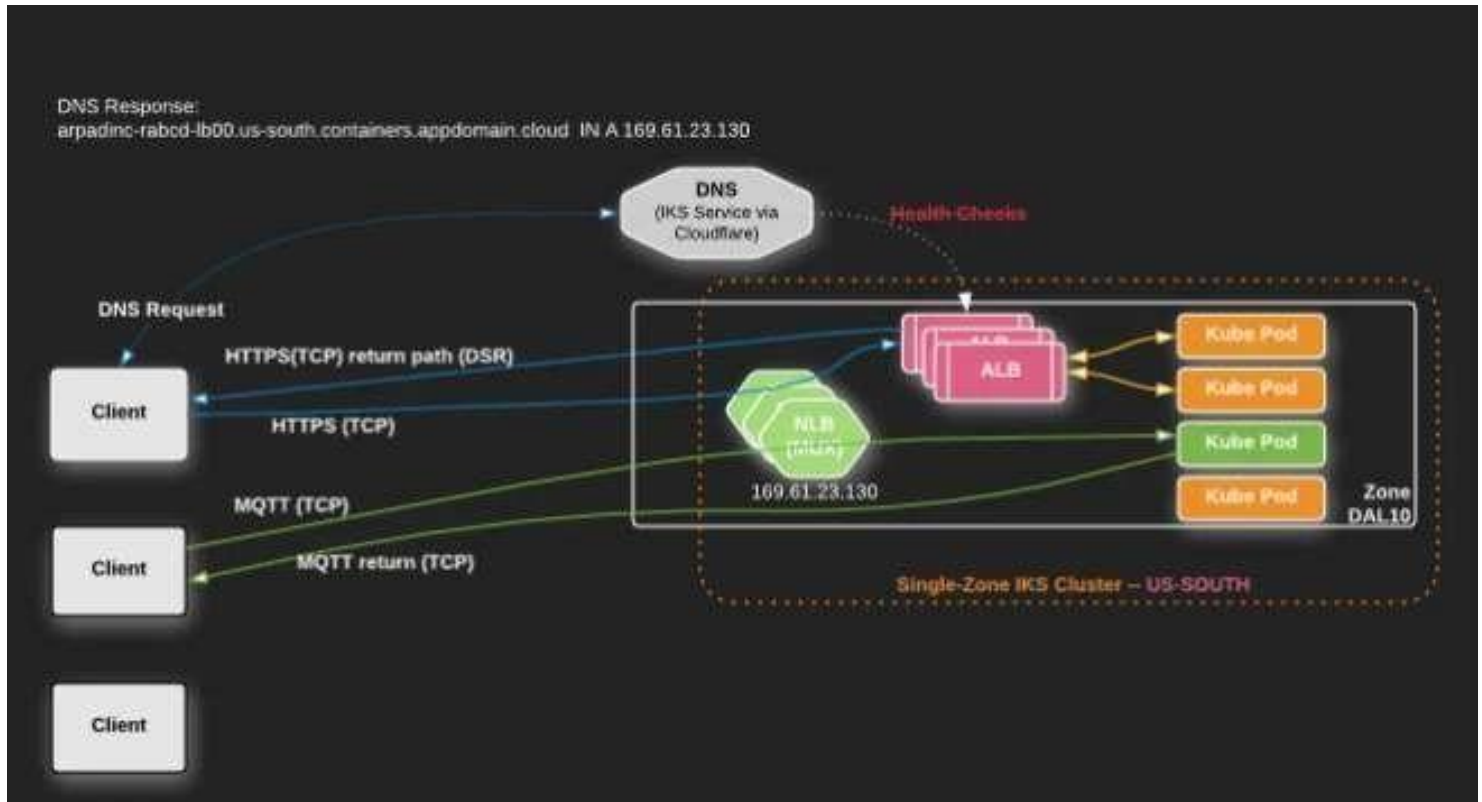 DNS Response:
arpadinc-rabcd-lb00.us-south.containers.appdomain.cloud IN A 169.61.23.130
DNS
(IKS Service via
Cloudflare)
Health Checks
DNS Request
HTTPS(TCP) return path (DSR)
Client
HTTPS (TCP)
ALB
ALB
Kube Pod
Kube Pod
Kube Pod
Kube Pod
NLB
(MUX)
169.61.23.130
Zone
DAL10
MQTT (TCP)
Client
MQTT return (TCP)
Single-Zone IKS Cluster – US-SOUTH
Client